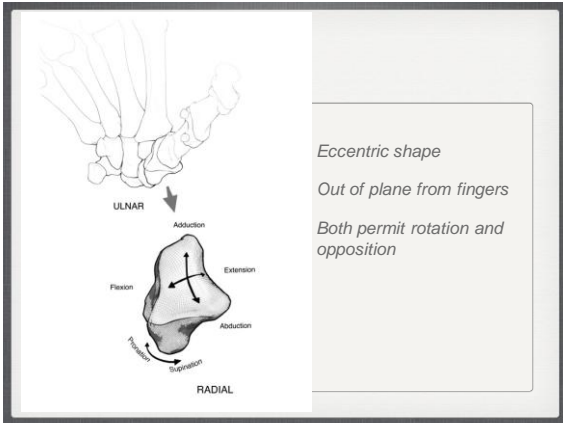 ULNAR
Adduction
Extension
Flexion
Abduction
Pronation
Supination
RADIAL
Eccentric shape
Out of plane from fingers
Both permit rotation and
opposition